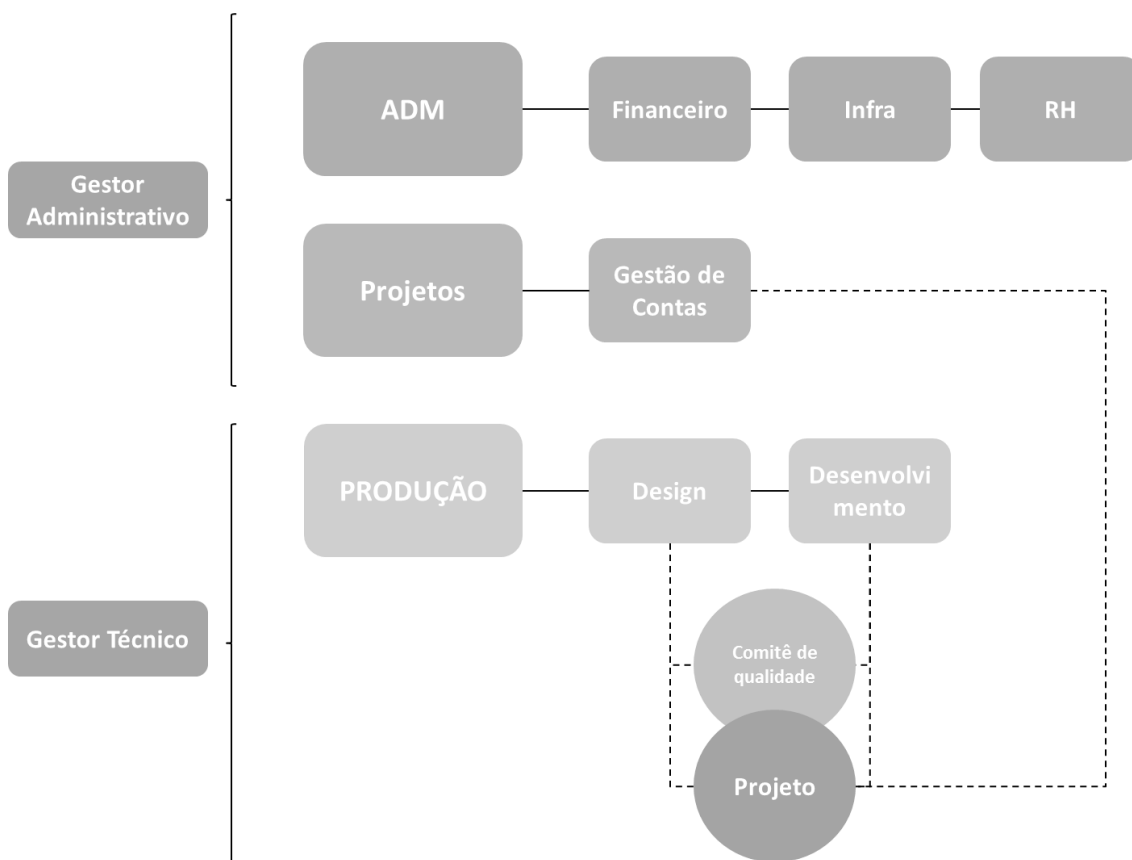 ADM
Financeiro
Infra
RH
Gestor
Administrativo
Projetos
Gestão de
Contas
PRODUÇÃO
Design
Desenvolvi
mento
Gestor Técnico
Comitê de
qualidade
Projeto